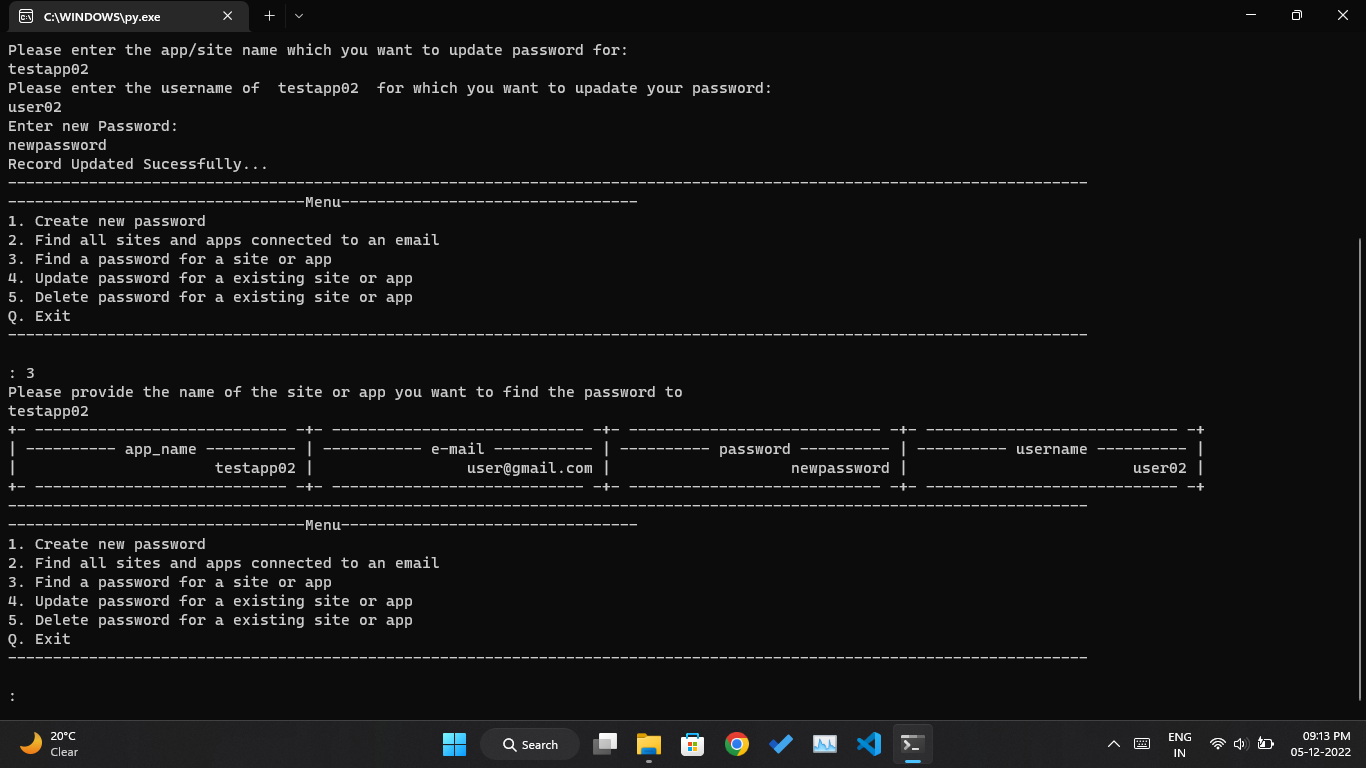 C:\WINDOWS\py.exe
Please enter the app/site name which you want to update password for:
testapp02
Please enter the username of  testapp02  for which you want to upadate your password:
user02
Enter new Password:
newpassword
Record Updated Sucessfully...
------------------------------------------------------------------------------------------------------------------------
---------------------------------Menu---------------------------------
1. Create new password
2. Find all sites and apps connected to an email
3. Find a password for a site or app
4. Update password for a existing site or app
5. Delete password for a existing site or app
Q. Exit
------------------------------------------------------------------------------------------------------------------------
: 3
Please provide the name of the site or app you want to find the password to
testapp02
+- ---------------------------- -+- ---------------------------- -+- ---------------------------- -+- ---------------------------- -+
| ---------- app_name ---------- | ----------- e-mail ----------- | ---------- password ---------- | ---------- username ---------- |
|                      testapp02 |                 user@gmail.com |                    newpassword |                         user02 |
+- ---------------------------- -+- ---------------------------- -+- ---------------------------- -+- ---------------------------- -+
------------------------------------------------------------------------------------------------------------------------
---------------------------------Menu---------------------------------
1. Create new password
2. Find all sites and apps connected to an email
3. Find a password for a site or app
4. Update password for a existing site or app
5. Delete password for a existing site or app
Q. Exit
------------------------------------------------------------------------------------------------------------------------
:
20°C
Clear
Search
ENG
IN
09:13 PM
05-12-2022